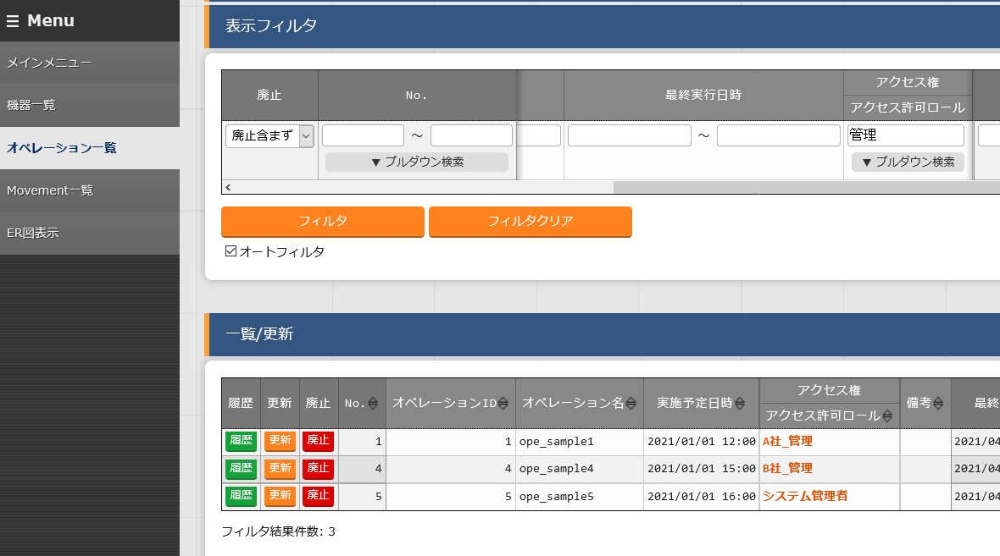 ☰ Menu
メインメニュー
機器一覧
オペレーション一覧
Movement一覧
ER図表示
表示フィルタ
廃止 No. 最終実行日時 アクセス権
アクセス許可ロール
廃止含まず ～ ～ 管理
▼ プルダウン検索 ▼ プルダウン検索
フィルタ フィルタクリア
オートフィルタ
一覧/更新
履歴 更新 廃止 No. オペレーションID オペレーション名 実施予定日時 アクセス権 備考 最終
アクセス許可ロール
履歴 更新 廃止 1 1 ope_sample1 2021/01/01 12:00 A社_管理 2021/04
履歴 更新 廃止 4 4 ope_sample4 2021/01/01 15:00 B社_管理 2021/04
履歴 更新 廃止 5 5 ope_sample5 2021/01/01 16:00 システム管理者 2021/04
フィルタ結果件数: 3